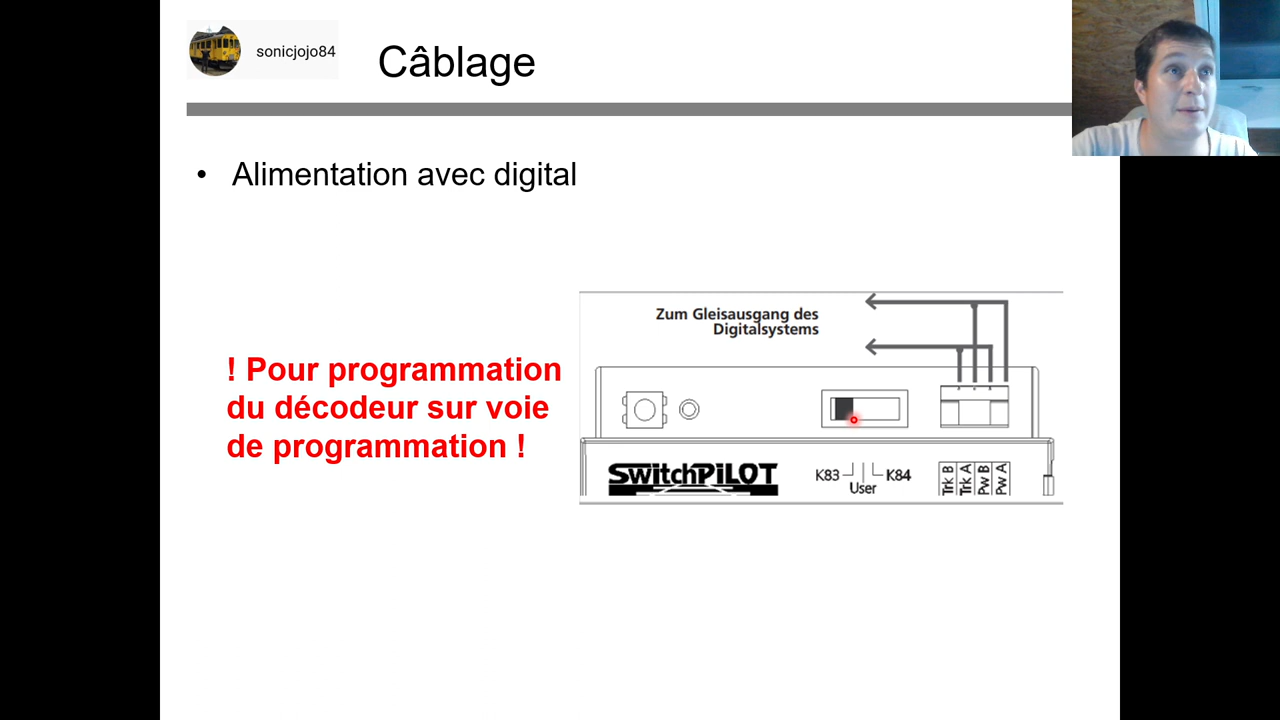 sonicjojo84
Câblage
• Alimentation avec digital
Zum Gleisausgang des
Digitalsystems
! Pour programmation
du décodeur sur voie
de programmation !
SwitchPiLOT
K83
K84
User
Trk B
Trk A
Pw B
Pw A